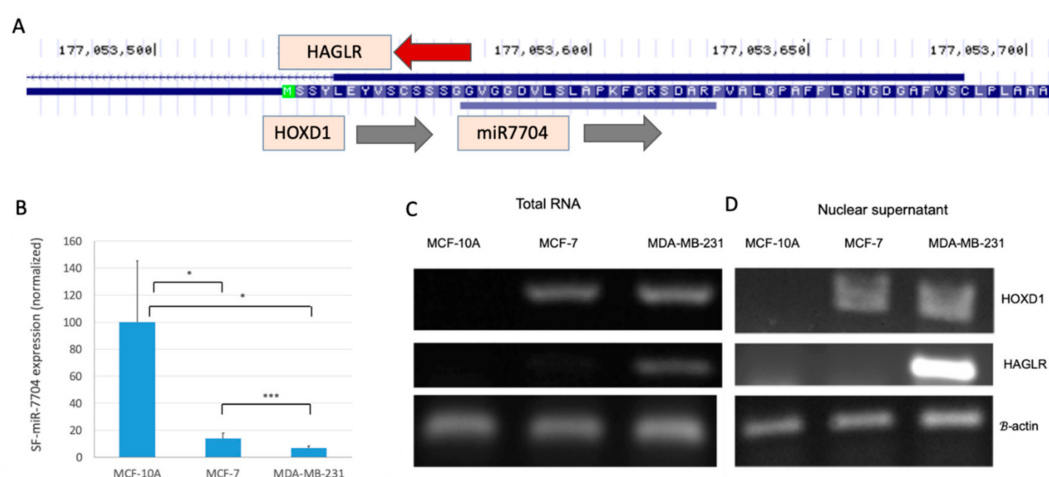 A
177,053,500|
177,053,600|
177,053,650|
177,053,700|
HAGLR
MSSYLEYVSCSSSGGVGGDVLSLAPKFCRSDARPVALQPAFPLGNGDGAFVSCLPLAAA
HOXD1
miR7704
B
SF-miR-7704 expression (normalized)
160
140
120
100
80
60
40
20
0
*
*
***
MCF-10A MCF-7 MDA-MB-231
C
Total RNA
MCF-10A MCF-7 MDA-MB-231
D
Nuclear supernatant
MCF-10A MCF-7 MDA-MB-231
HOXD1
HAGLR
B-actin